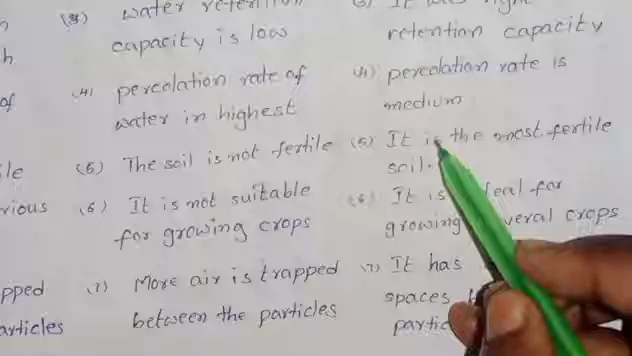 (3) water retention
capacity is low
(4) percolation rate of
water in highest
(5) The soil is not fertile
(6) It is not suitable
for growing crops
(7) More air is trapped
between the particles
retention capacity
(4) percolation rate is
medium
(5) It is the most fertile
soil.
(6) It is for
growing crops
(7) It has
spaces
of
pped
articles